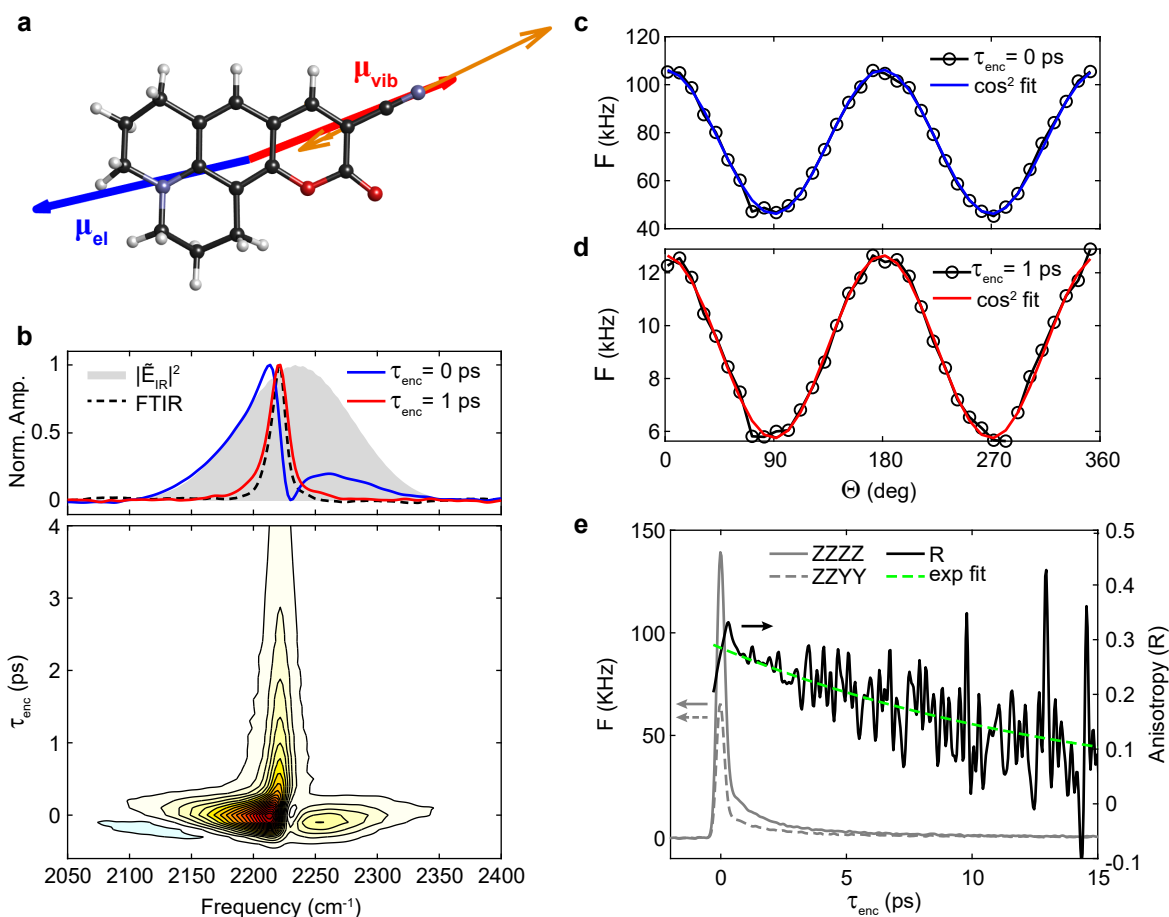 a
μvib
μel
b
|ẼIR|²
FTIR
τenc = 0 ps
τenc = 1 ps
Norm. Amp.
1
0.5
0
4
3
2
1
0
τenc (ps)
2050 2100 2150 2200 2250 2300 2350 2400
Frequency (cm-1)
c
120
100
80
60
40
F (kHz)
τenc = 0 ps
cos² fit
d
12
10
8
6
F (kHz)
τenc = 1 ps
cos² fit
0 90 180 270 360
Θ (deg)
e
150
100
50
0
F (KHz)
ZZZZ R
ZZYY exp fit
0.5
0.4
0.3
0.2
0.1
0
-0.1
Anisotropy (R)
0 5 10 15
τenc (ps)